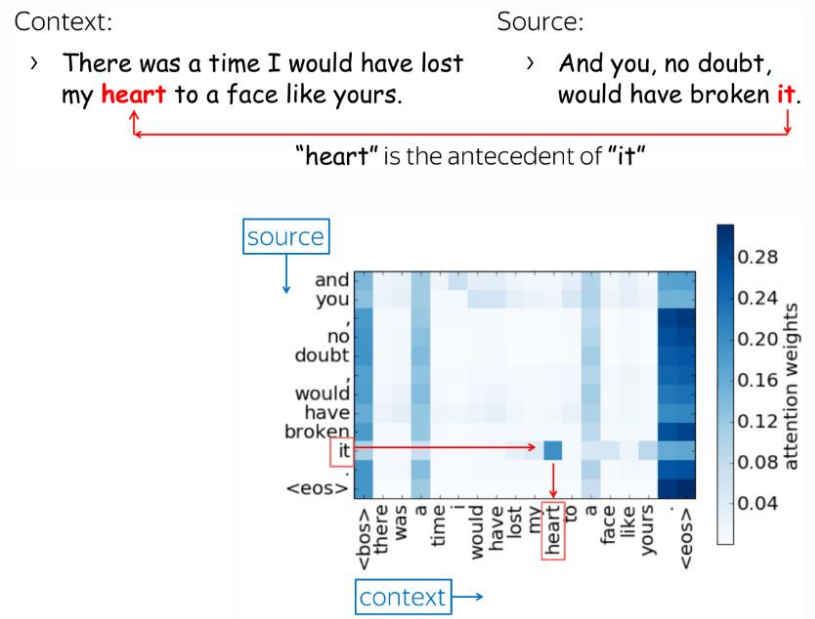 Context:
Source:
› There was a time I would have lost
my heart to a face like yours.
› And you, no doubt,
would have broken it.
“heart” is the antecedent of “it”
source
and
you
,
no
doubt
,
would
have
broken
it
.
<eos>
<bos>
there
was
a
time
i
would
have
lost
my
heart
to
a
face
like
yours
.
<eos>
context
0.28
0.24
0.20
0.16
0.12
0.08
0.04
attention weights